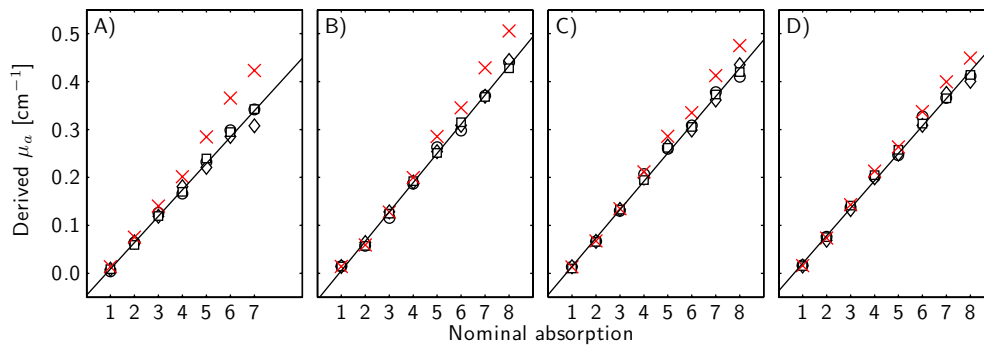 A)
B)
C)
D)
Derived μₐ [cm⁻¹]
0.5
0.4
0.3
0.2
0.1
0.0
1 2 3 4 5 6 7
1 2 3 4 5 6 7 8
1 2 3 4 5 6 7 8
1 2 3 4 5 6 7 8
Nominal absorption